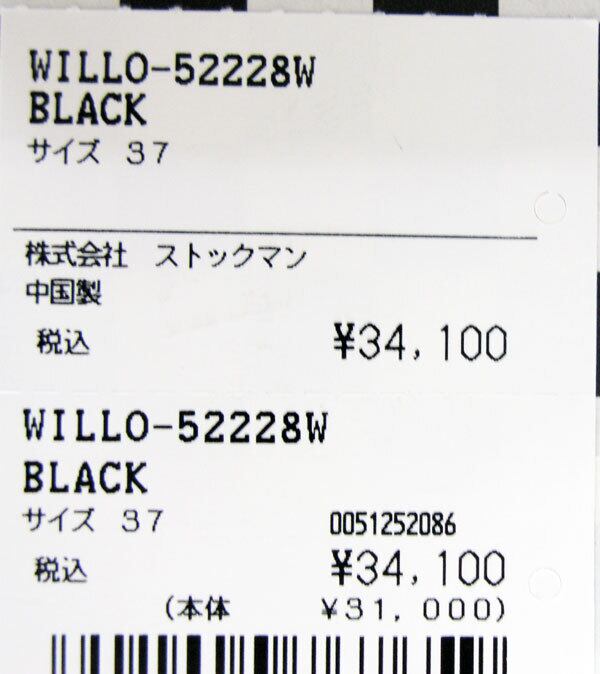 WILLO-52228W
BLACK
サイズ 37
株式会社 ストックマン
中国製
税込 ¥34,100
WILLO-52228W
BLACK
サイズ 37 0051252086
税込 ¥34,100
(本体 ¥31,000)